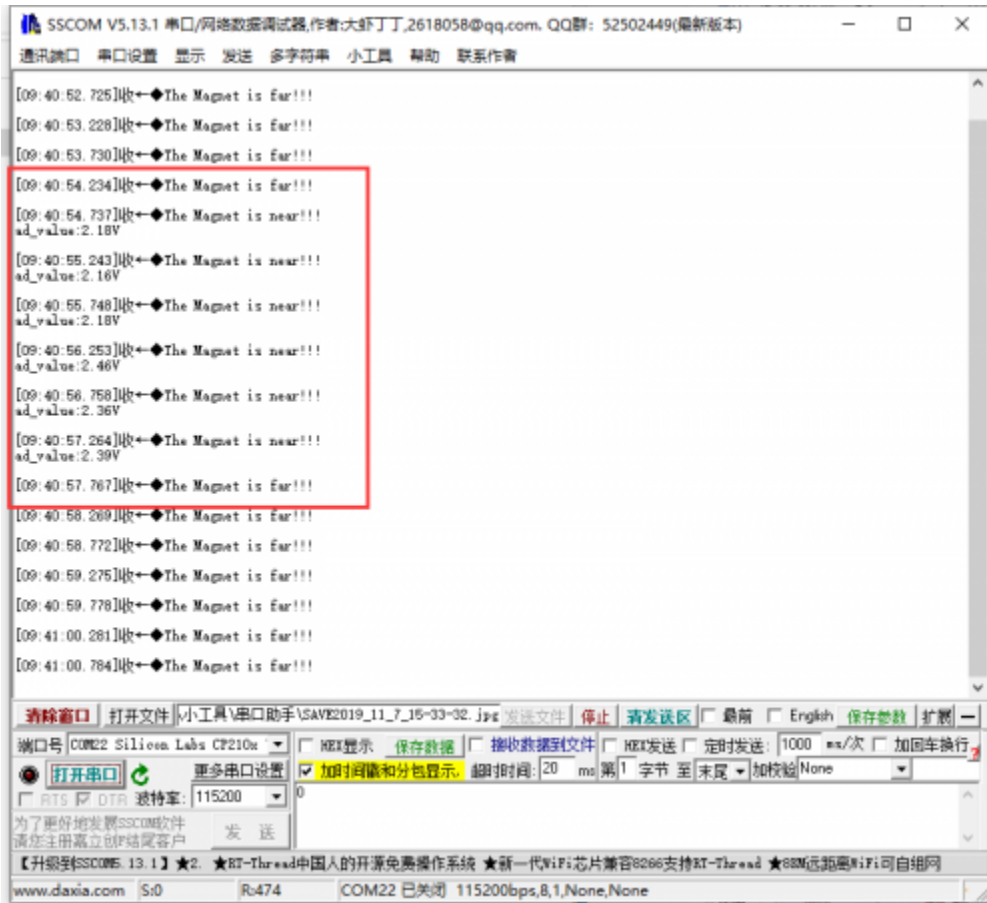 SSCOM V5.13.1 串口/网络数据调试器,作者:大虾丁丁,2618058@qq.com. QQ群: 52502449(最新版本)
通讯端口 串口设置 显示 发送 多字符串 小工具 帮助 联系作者
[09:40:52.725]收←◆The Magnet is far!!!
[09:40:53.228]收←◆The Magnet is far!!!
[09:40:53.730]收←◆The Magnet is far!!!
[09:40:54.234]收←◆The Magnet is far!!!
[09:40:54.737]收←◆The Magnet is near!!!
ad_value:2.18V
[09:40:55.243]收←◆The Magnet is near!!!
ad_value:2.16V
[09:40:55.748]收←◆The Magnet is near!!!
ad_value:2.18V
[09:40:56.253]收←◆The Magnet is near!!!
ad_value:2.46V
[09:40:56.758]收←◆The Magnet is near!!!
ad_value:2.36V
[09:40:57.264]收←◆The Magnet is near!!!
ad_value:2.39V
[09:40:57.767]收←◆The Magnet is far!!!
[09:40:58.269]收←◆The Magnet is far!!!
[09:40:58.772]收←◆The Magnet is far!!!
[09:40:59.275]收←◆The Magnet is far!!!
[09:40:59.778]收←◆The Magnet is far!!!
[09:41:00.281]收←◆The Magnet is far!!!
[09:41:00.784]收←◆The Magnet is far!!!
清除窗口 打开文件 小工具\串口助手\SAVE2019_11_7_15-33-32.jpg 发送文件 停止 清发送区 最前 English 保存参数 扩展 —
端口号 COM22 Silicon Labs CP210x HEX显示 保存数据 接收数据到文件 HEX发送 定时发送: 1000 ms/次 加回车换行
打开串口 更多串口设置 加时间戳和分包显示, 超时时间: 20 ms 第1 字节 至 末尾 加校验 None
RTS DTR 波特率: 115200
0
为了更好地发展SSCOM软件
请您注册嘉立创F结尾客户
发 送
【升级到SSCOM5.13.1】★2. ★RT-Thread中国人的开源免费操作系统 ★新一代WiFi芯片兼容8266支持RT-Thread ★8KM远距离WiFi可自组网
www.daxia.com S:0 R:474 COM22 已关闭 115200bps,8,1,None,None